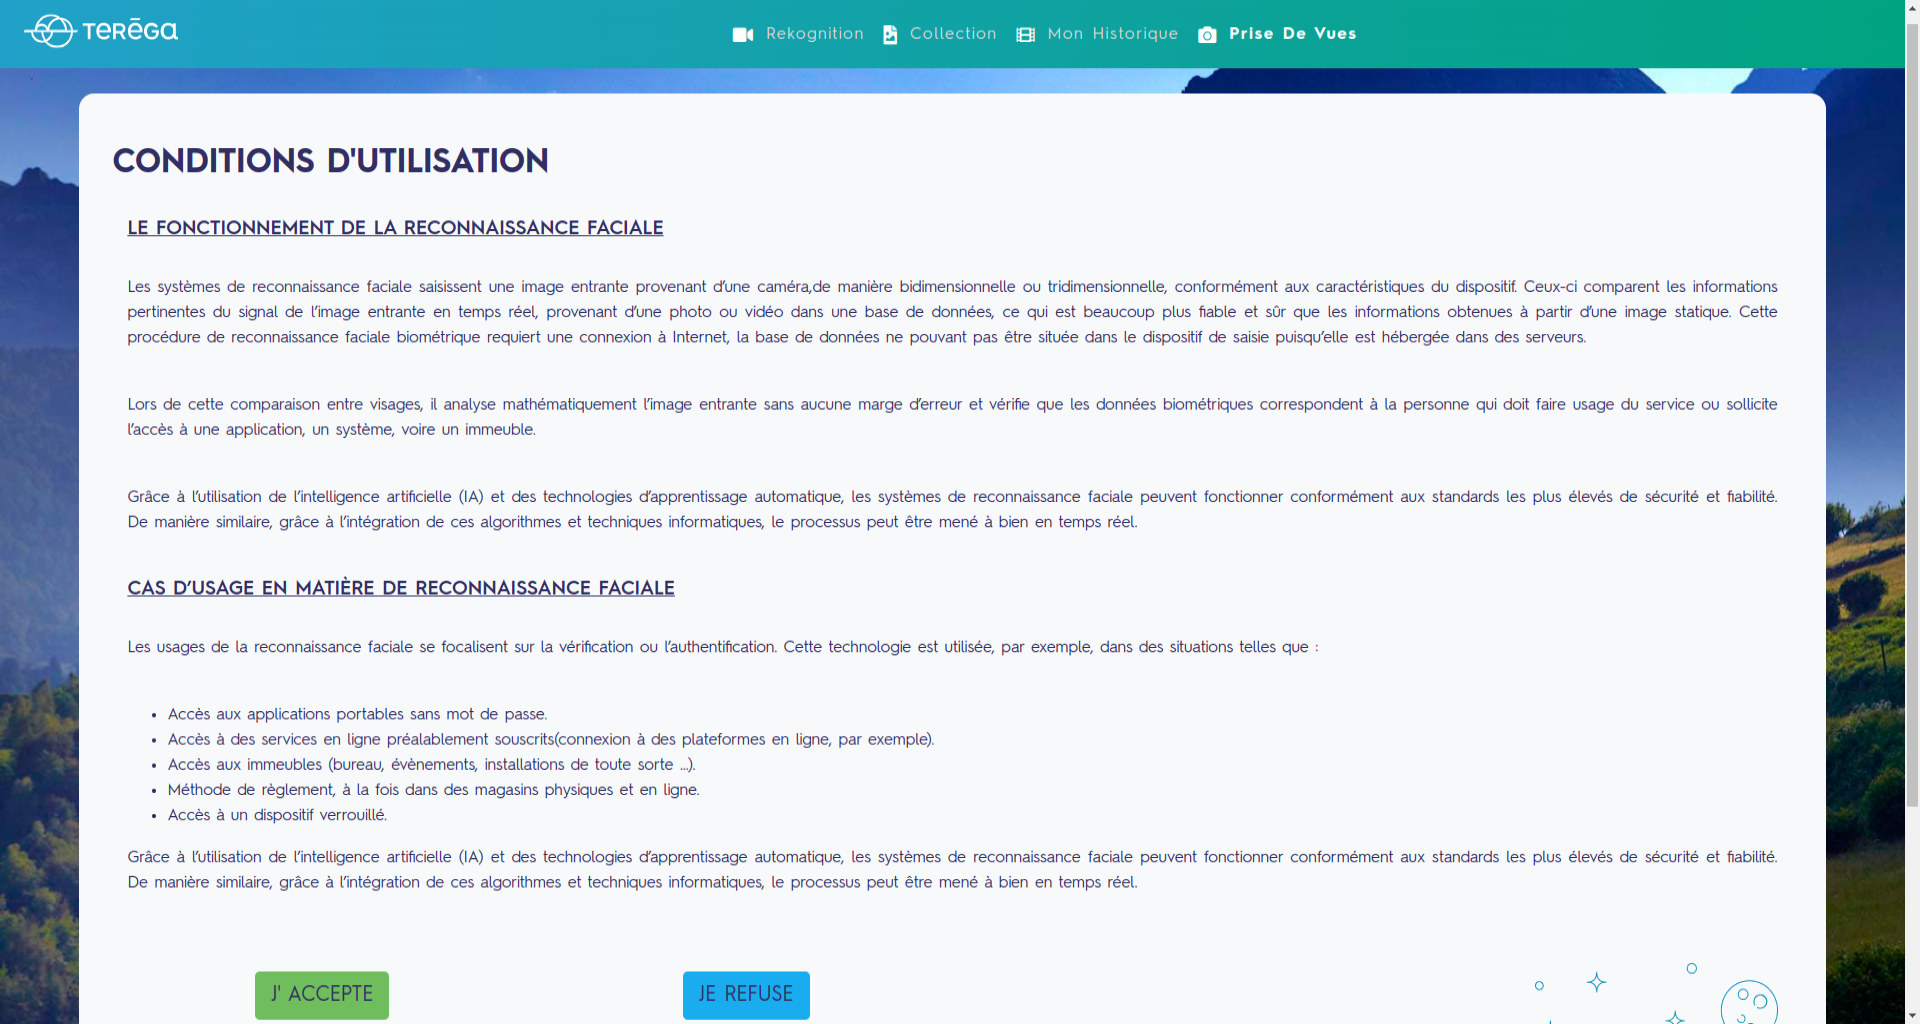 TERĒGA
Rekognition
Collection
Mon Historique
Prise De Vues
CONDITIONS D'UTILISATION
LE FONCTIONNEMENT DE LA RECONNAISSANCE FACIALE
Les systèmes de reconnaissance faciale saisissent une image entrante provenant d’une caméra,de manière bidimensionnelle ou tridimensionnelle, conformément aux caractéristiques du dispositif. Ceux-ci comparent les informations
pertinentes du signal de l’image entrante en temps réel, provenant d’une photo ou vidéo dans une base de données, ce qui est beaucoup plus fiable et sûr que les informations obtenues à partir d’une image statique. Cette
procédure de reconnaissance faciale biométrique requiert une connexion à Internet, la base de données ne pouvant pas être située dans le dispositif de saisie puisqu’elle est hébergée dans des serveurs.
Lors de cette comparaison entre visages, il analyse mathématiquement l’image entrante sans aucune marge d’erreur et vérifie que les données biométriques correspondent à la personne qui doit faire usage du service ou sollicite
l’accès à une application, un système, voire un immeuble.
Grâce à l’utilisation de l’intelligence artificielle (IA) et des technologies d’apprentissage automatique, les systèmes de reconnaissance faciale peuvent fonctionner conformément aux standards les plus élevés de sécurité et fiabilité.
De manière similaire, grâce à l’intégration de ces algorithmes et techniques informatiques, le processus peut être mené à bien en temps réel.
CAS D’USAGE EN MATIÈRE DE RECONNAISSANCE FACIALE
Les usages de la reconnaissance faciale se focalisent sur la vérification ou l’authentification. Cette technologie est utilisée, par exemple, dans des situations telles que :
• Accès aux applications portables sans mot de passe.
• Accès à des services en ligne préalablement souscrits(connexion à des plateformes en ligne, par exemple).
• Accès aux immeubles (bureau, évènements, installations de toute sorte ...).
• Méthode de règlement, à la fois dans des magasins physiques et en ligne.
• Accès à un dispositif verrouillé.
Grâce à l’utilisation de l’intelligence artificielle (IA) et des technologies d’apprentissage automatique, les systèmes de reconnaissance faciale peuvent fonctionner conformément aux standards les plus élevés de sécurité et fiabilité.
De manière similaire, grâce à l’intégration de ces algorithmes et techniques informatiques, le processus peut être mené à bien en temps réel.
J' ACCEPTE
JE REFUSE